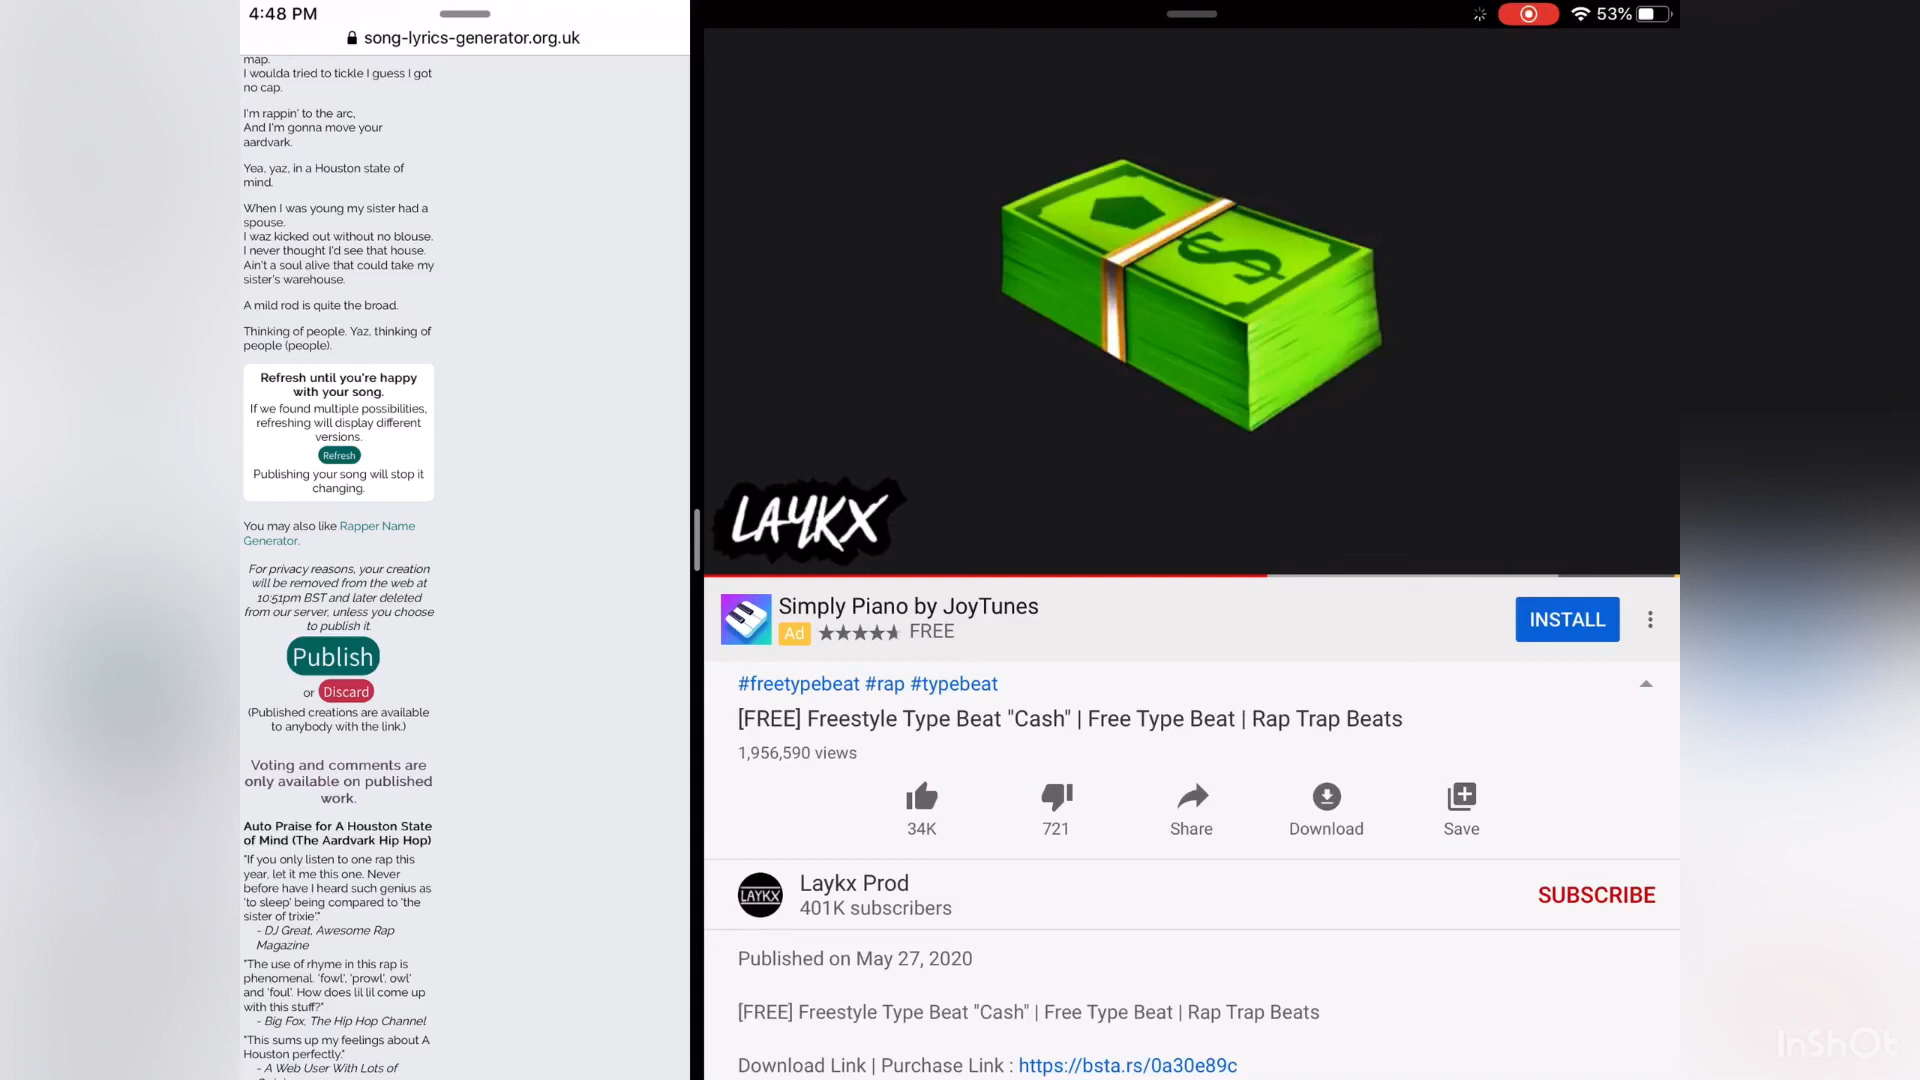 4:48 PM
song-lyrics-generator.org.uk
map.
I woulda tried to tickle I guess I got
no cap.
I'm rappin' to the arc,
And I'm gonna move your
aardvark.
Yea, yaz, in a Houston state of
mind.
When I was young my sister had a
spouse.
I waz kicked out without no blouse.
I never thought I'd see that house.
Ain't a soul alive that could take my
sister's warehouse.
A mild rod is quite the broad.
Thinking of people. Yaz, thinking of
people (people).
Refresh until you're happy
with your song.
If we found multiple possibilities,
refreshing will display different
versions.
Refresh
Publishing your song will stop it
changing.
You may also like Rapper Name
Generator.
For privacy reasons, your creation
will be removed from the web at
10:51pm BST and later deleted
from our server, unless you choose
to publish it.
Publish
or Discard
(Published creations are available
to anybody with the link.)
Voting and comments are
only available on published
work.
Auto Praise for A Houston State
of Mind (The Aardvark Hip Hop)
"If you only listen to one rap this
year, let it me this one. Never
before have I heard such genius as
'to sleep' being compared to 'the
sister of trixie'."
- DJ Great, Awesome Rap
Magazine
"The use of rhyme in this rap is
phenomenal. 'fowl', 'prowl', owl'
and 'foul'. How does lil lil come up
with this stuff?"
- Big Fox, The Hip Hop Channel
"This sums up my feelings about A
Houston perfectly."
- A Web User With Lots of
53%
$
LAYKX
Simply Piano by JoyTunes
Ad FREE
INSTALL
#freetypebeat #rap #typebeat
[FREE] Freestyle Type Beat "Cash" | Free Type Beat | Rap Trap Beats
1,956,590 views
34K
721
Share
Download
Save
LAYKX
Laykx Prod
401K subscribers
SUBSCRIBE
Published on May 27, 2020
[FREE] Freestyle Type Beat "Cash" | Free Type Beat | Rap Trap Beats
Download Link | Purchase Link : https://bsta.rs/0a30e89c
InShOt